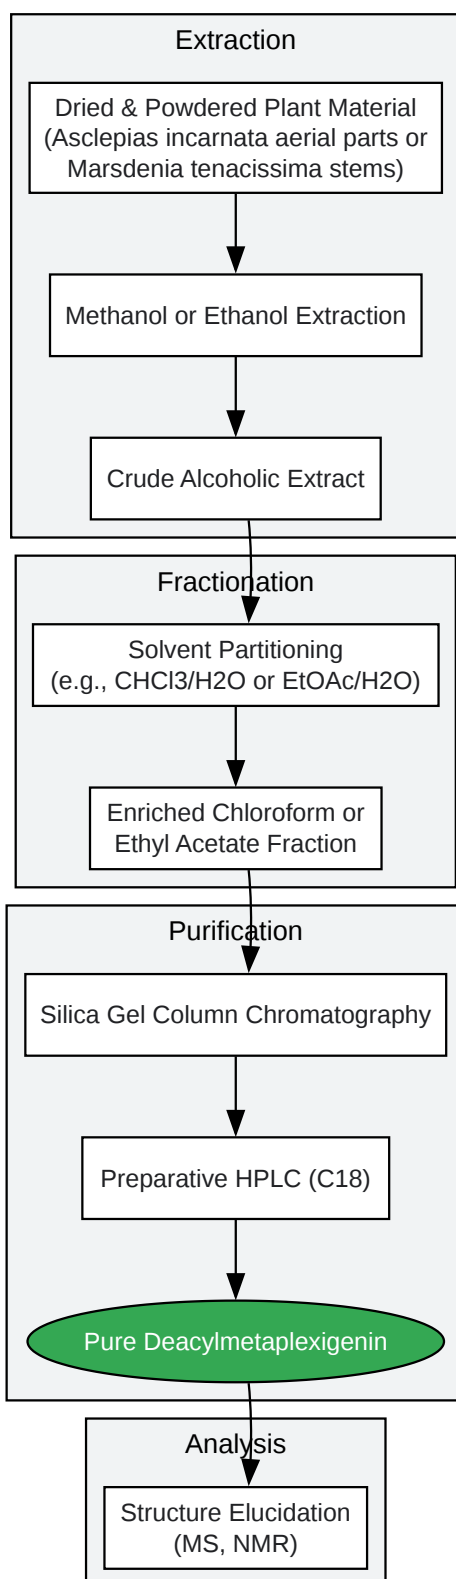 Extraction
Dried & Powdered Plant Material
(Asclepias incarnata aerial parts or
Marsdenia tenacissima stems)
Methanol or Ethanol Extraction
Crude Alcoholic Extract
Fractionation
Solvent Partitioning
(e.g., CHCl3/H2O or EtOAc/H2O)
Enriched Chloroform or
Ethyl Acetate Fraction
Purification
Silica Gel Column Chromatography
Preparative HPLC (C18)
Pure Deacylmetaplexigenin
Analysis
Structure Elucidation
(MS, NMR)